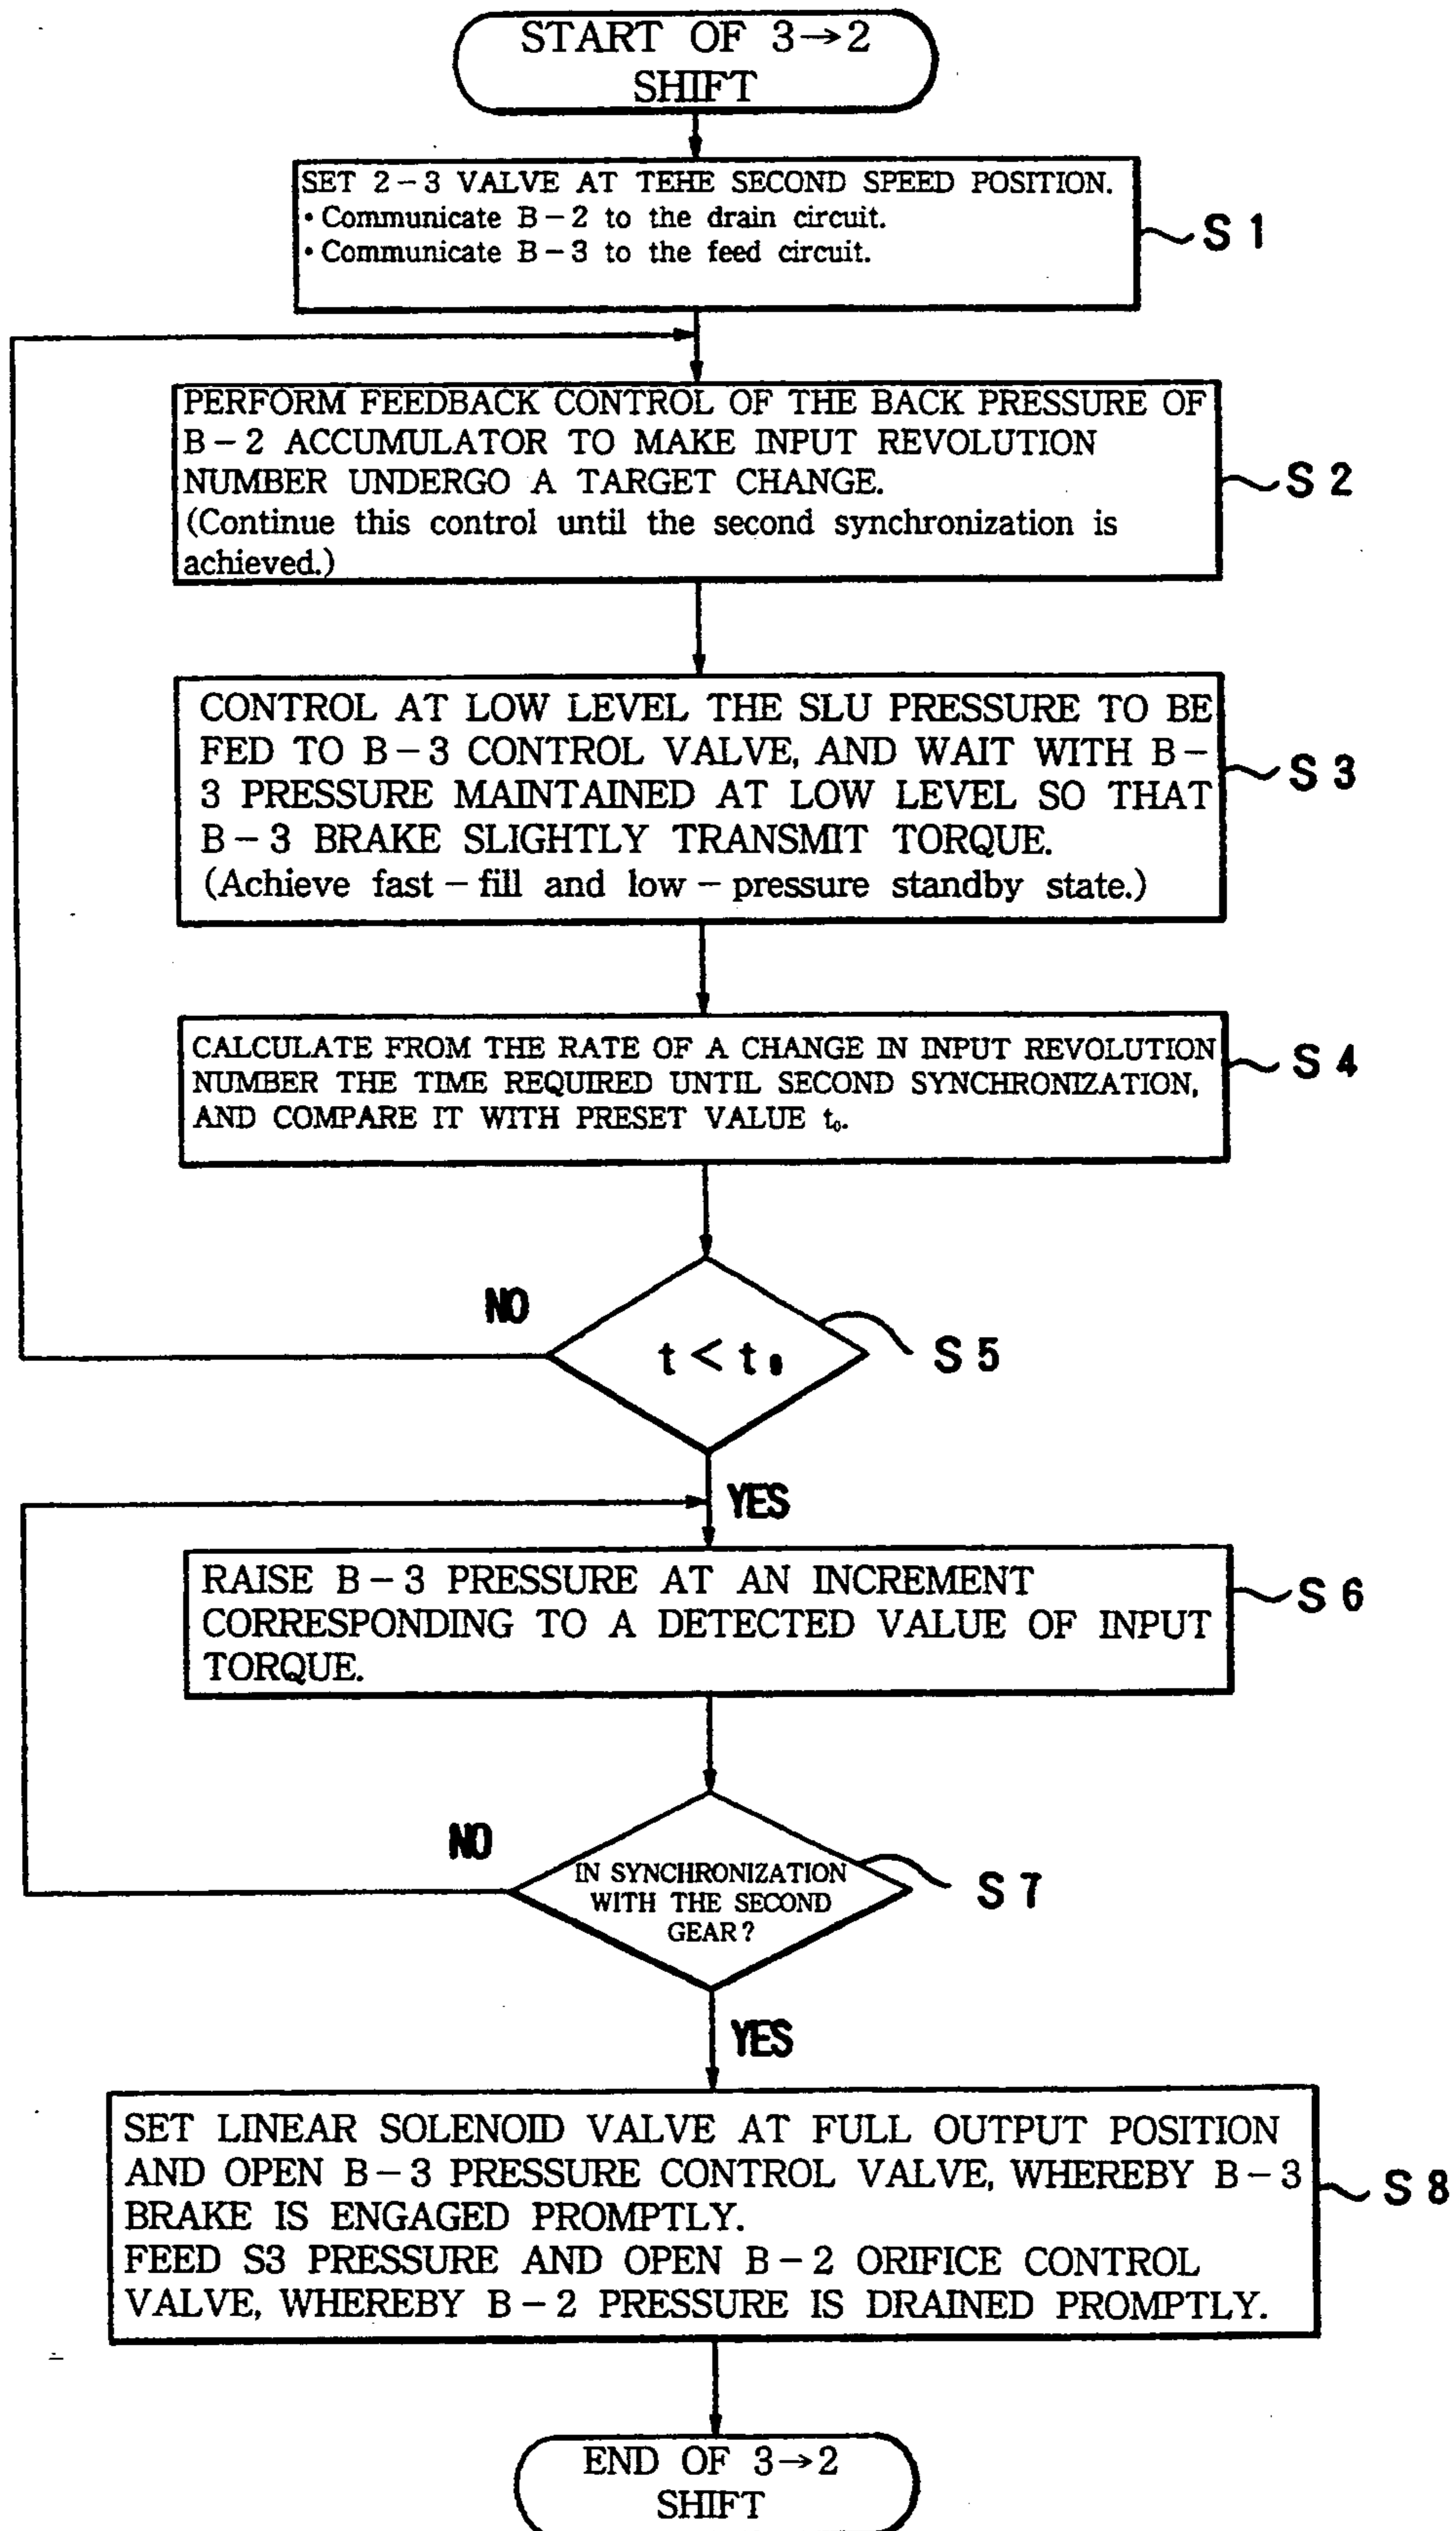 START OF 3→2
SHIFT
SET 2-3 VALVE AT TEHE SECOND SPEED POSITION.
• Communicate B-2 to the drain circuit.
• Communicate B-3 to the feed circuit.
S 1
PERFORM FEEDBACK CONTROL OF THE BACK PRESSURE OF
B-2 ACCUMULATOR TO MAKE INPUT REVOLUTION
NUMBER UNDERGO A TARGET CHANGE.
(Continue this control until the second synchronization is
achieved.)
S 2
CONTROL AT LOW LEVEL THE SLU PRESSURE TO BE
FED TO B-3 CONTROL VALVE, AND WAIT WITH B-
3 PRESSURE MAINTAINED AT LOW LEVEL SO THAT
B-3 BRAKE SLIGHTLY TRANSMIT TORQUE.
(Achieve fast-fill and low-pressure standby state.)
S 3
CALCULATE FROM THE RATE OF A CHANGE IN INPUT REVOLUTION
NUMBER THE TIME REQUIRED UNTIL SECOND SYNCHRONIZATION,
AND COMPARE IT WITH PRESET VALUE t₀.
S 4
NO
t < t₀
S 5
YES
RAISE B-3 PRESSURE AT AN INCREMENT
CORRESPONDING TO A DETECTED VALUE OF INPUT
TORQUE.
S 6
NO
IN SYNCHRONIZATION
WITH THE SECOND
GEAR?
S 7
YES
SET LINEAR SOLENOID VALVE AT FULL OUTPUT POSITION
AND OPEN B-3 PRESSURE CONTROL VALVE, WHEREBY B-3
BRAKE IS ENGAGED PROMPTLY.
FEED S3 PRESSURE AND OPEN B-2 ORIFICE CONTROL
VALVE, WHEREBY B-2 PRESSURE IS DRAINED PROMPTLY.
S 8
END OF 3→2
SHIFT